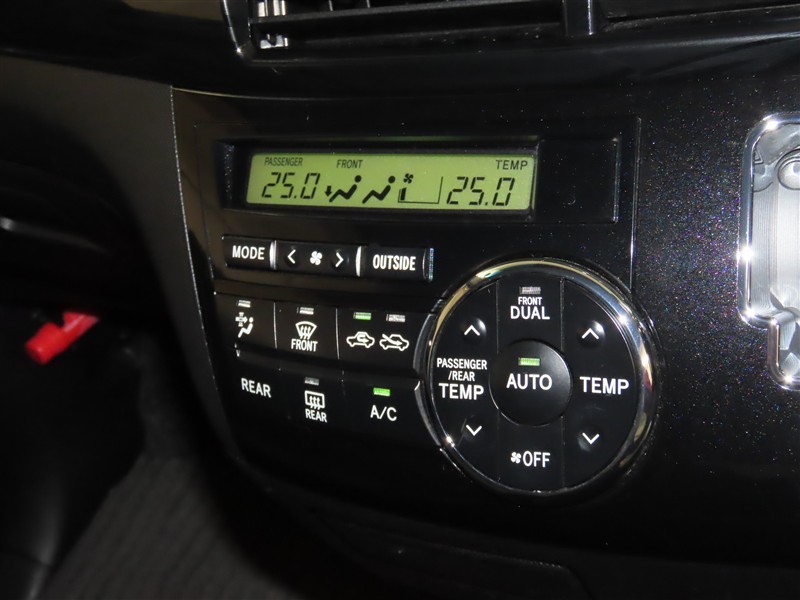 PASSENGER FRONT TEMP
25.0 25.0
MODE OUTSIDE
FRONT
DUAL
FRONT
PASSENGER
/REAR
TEMP
AUTO
TEMP
REAR
REAR
A/C
OFF